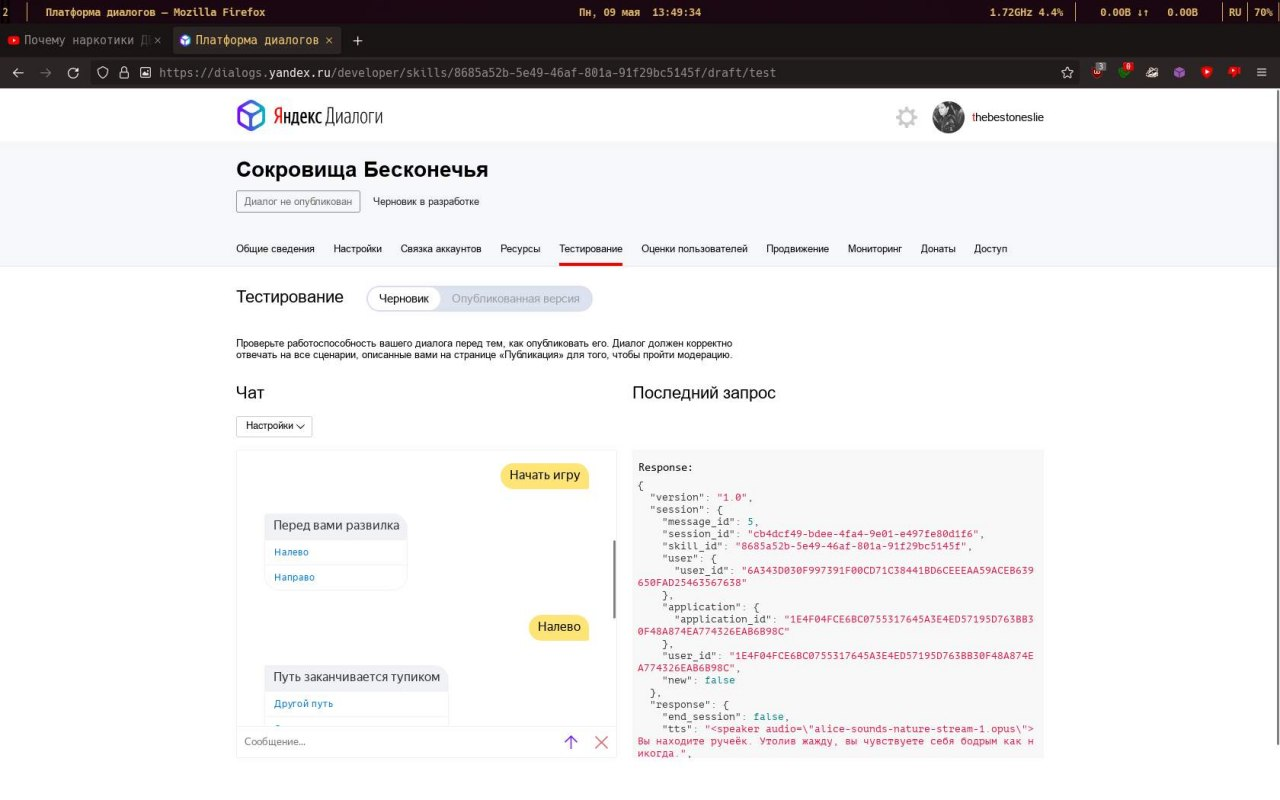 2 Платформа диалогов — Mozilla Firefox Пн, 09 мая 13:49:34 1.72GHz 4.4% 0.00B ↓↑ 0.00B RU 70%
Почему наркотики × Платформа диалогов × +
https://dialogs.yandex.ru/developer/skills/8685a52b-5e49-46af-801a-91f29bc5145f/draft/test 3 0
Яндекс Диалоги thebestoneslie
Сокровища Бесконечья
Диалог не опубликован Черновик в разработке
Общие сведения Настройки Связка аккаунтов Ресурсы Тестирование Оценки пользователей Продвижение Мониторинг Донаты Доступ
Тестирование Черновик Опубликованная версия
Проверьте работоспособность вашего диалога перед тем, как опубликовать его. Диалог должен корректно
отвечать на все сценарии, описанные вами на странице «Публикация» для того, чтобы пройти модерацию.
Чат
Настройки
Начать игру
Перед вами развилка
Налево
Направо
Налево
Путь заканчивается тупиком
Другой путь
Сообщение...
Последний запрос
Response:
{
"version": "1.0",
"session": {
"message_id": 5,
"session_id": "cb4dcf49-bdee-4fa4-9e01-e497fe80d1f6",
"skill_id": "8685a52b-5e49-46af-801a-91f29bc5145f",
"user": {
"user_id": "6A343D030F997391F00CD71C38441BD6CEEEAA59ACEB639
650FAD25463567638"
},
"application": {
"application_id": "1E4F04FCE6BC0755317645A3E4ED57195D763BB3
0F48A874EA774326EAB6B98C"
},
"user_id": "1E4F04FCE6BC0755317645A3E4ED57195D763BB30F48A874E
A774326EAB6B98C",
"new": false
},
"response": {
"end_session": false,
"tts": "<speaker audio=\"alice-sounds-nature-stream-1.opus\">
Вы находите ручеёк. Утолив жажду, вы чувствуете себя бодрым как н
икогда.",